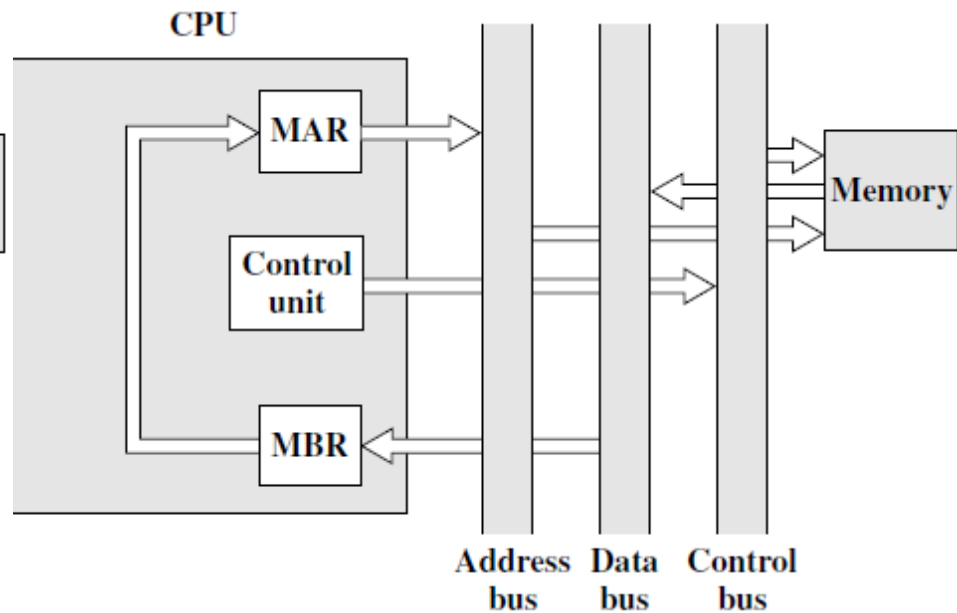 CPU
MAR
Memory
Control
unit
MBR
Address
bus
Data
bus
Control
bus